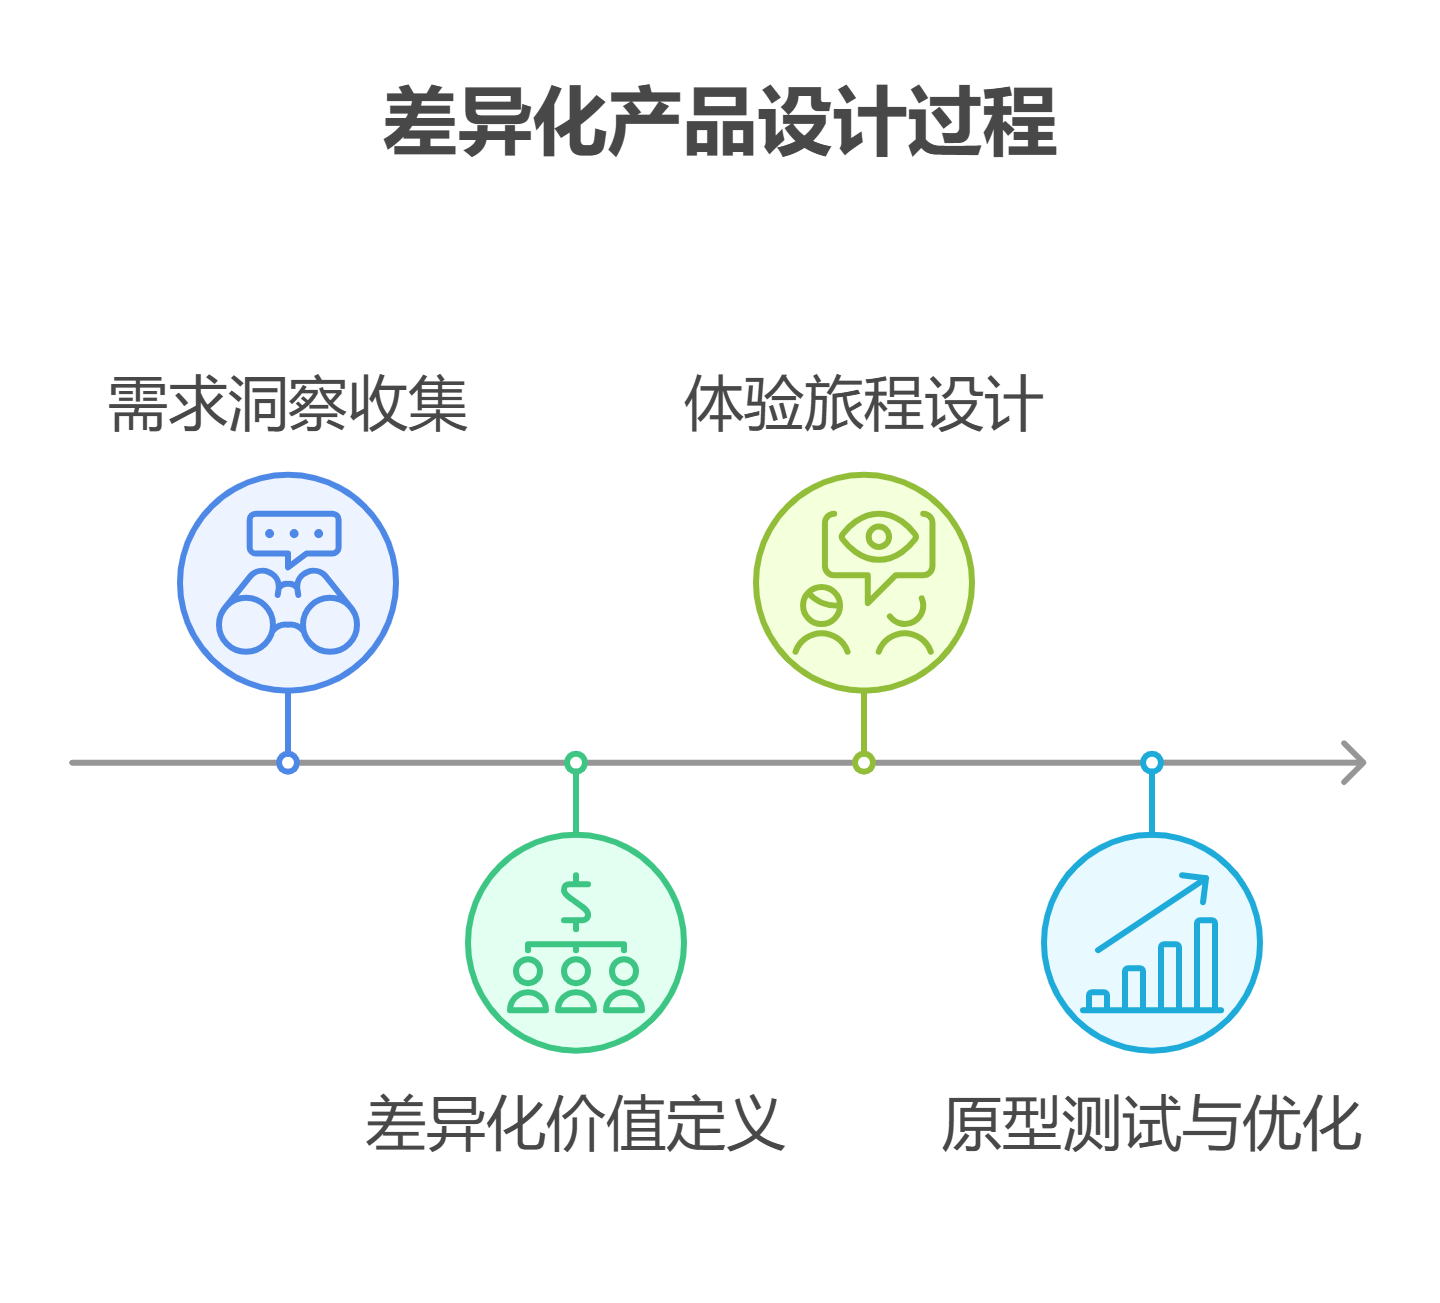 差异化产品设计过程
需求洞察收集
体验旅程设计
差异化价值定义
原型测试与优化